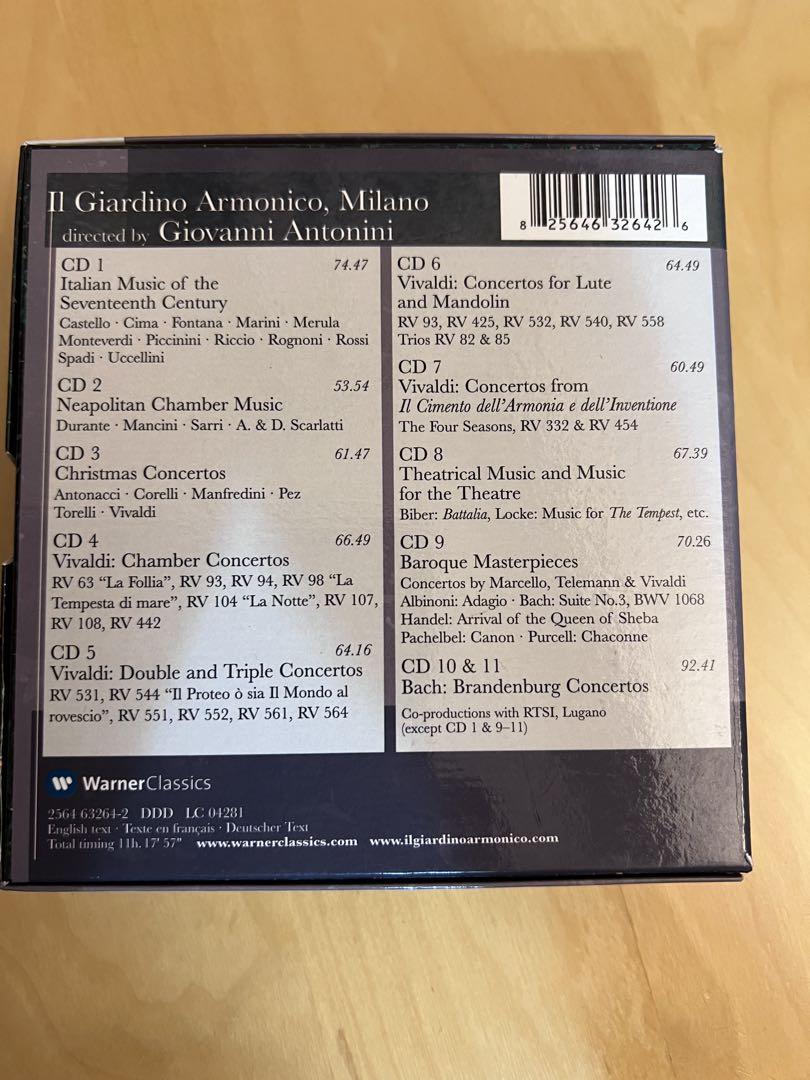 Il Giardino Armonico, Milano
directed by Giovanni Antonini
8 25646 32642 6
CD 1 74.47
Italian Music of the
Seventeenth Century
Castello · Cima · Fontana · Marini · Merula
Monteverdi · Piccinini · Riccio · Rognoni · Rossi
Spadi · Uccellini
CD 2 53.54
Neapolitan Chamber Music
Durante · Mancini · Sarri · A. & D. Scarlatti
CD 3 61.47
Christmas Concertos
Antonacci · Corelli · Manfredini · Pez
Torelli · Vivaldi
CD 4 66.49
Vivaldi: Chamber Concertos
RV 63 “La Follia”, RV 93, RV 94, RV 98 “La
Tempesta di mare”, RV 104 “La Notte”, RV 107,
RV 108, RV 442
CD 5 64.16
Vivaldi: Double and Triple Concertos
RV 531, RV 544 “Il Proteo ò sia Il Mondo al
rovescio”, RV 551, RV 552, RV 561, RV 564
CD 6 64.49
Vivaldi: Concertos for Lute
and Mandolin
RV 93, RV 425, RV 532, RV 540, RV 558
Trios RV 82 & 85
CD 7 60.49
Vivaldi: Concertos from
Il Cimento dell'Armonia e dell'Inventione
The Four Seasons, RV 332 & RV 454
CD 8 67.39
Theatrical Music and Music
for the Theatre
Biber: Battalia, Locke: Music for The Tempest, etc.
CD 9 70.26
Baroque Masterpieces
Concertos by Marcello, Telemann & Vivaldi
Albinoni: Adagio · Bach: Suite No.3, BWV 1068
Handel: Arrival of the Queen of Sheba
Pachelbel: Canon · Purcell: Chaconne
CD 10 & 11 92.41
Bach: Brandenburg Concertos
Co-productions with RTSI, Lugano
(except CD 1 & 9–11)
WarnerClassics
2564 63264-2 DDD LC 04281
English text · Texte en français · Deutscher Text
Total timing 11h. 17' 57" www.warnerclassics.com www.ilgiardinoarmonico.com